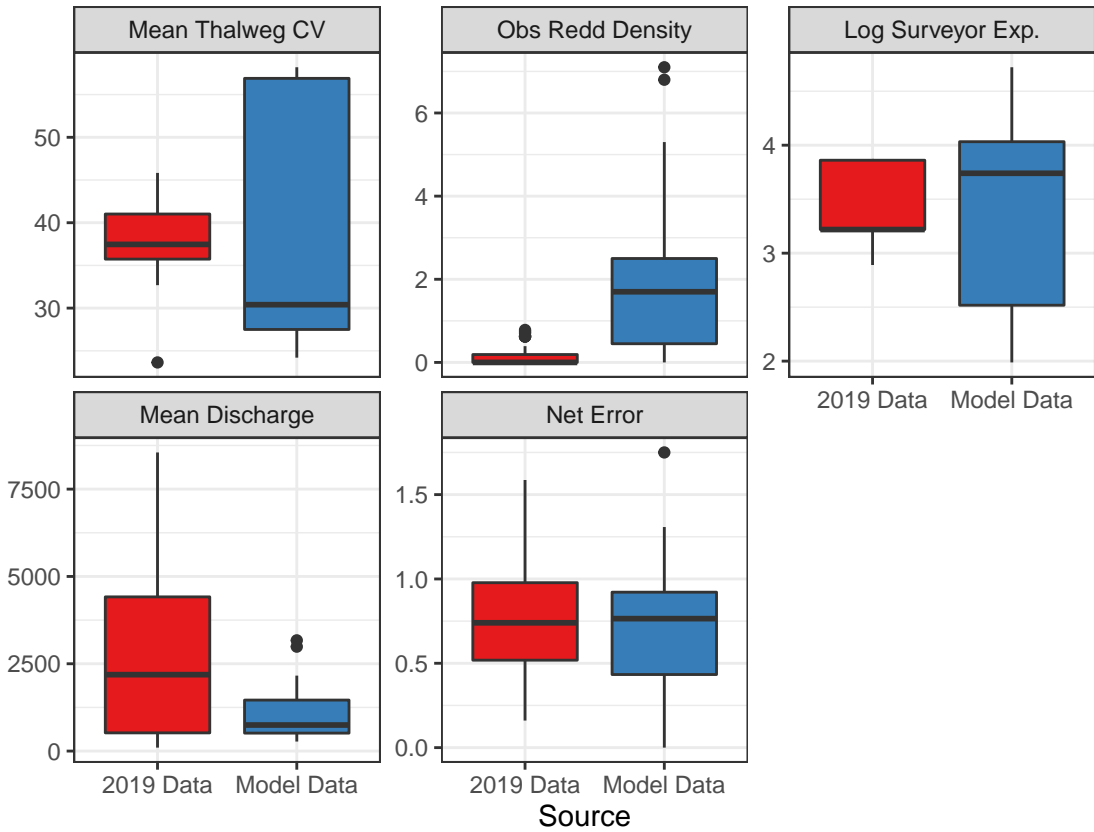 Mean Thalweg CV
Obs Redd Density
Log Surveyor Exp.
50
40
30
6
4
2
0
4
3
2
2019 Data Model Data
Mean Discharge
Net Error
7500
5000
2500
0
1.5
1.0
0.5
0.0
2019 Data Model Data
2019 Data Model Data
Source